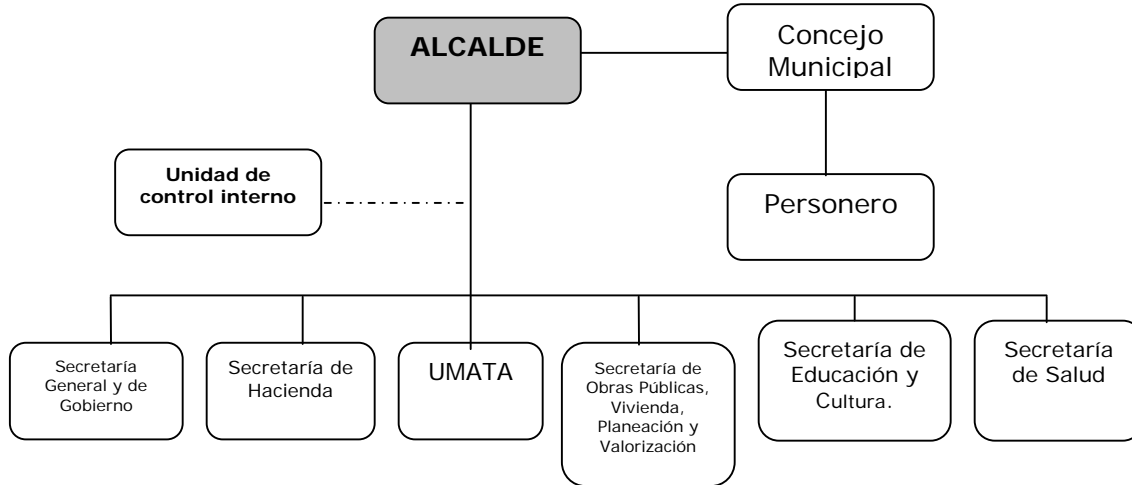 ALCALDE
Concejo
Municipal
Unidad de
control interno
Personero
Secretaría
General y de
Gobierno
Secretaría de
Hacienda
UMATA
Secretaría de
Obras Públicas,
Vivienda,
Planeación y
Valorización
Secretaría de
Educación y
Cultura.
Secretaría
de Salud